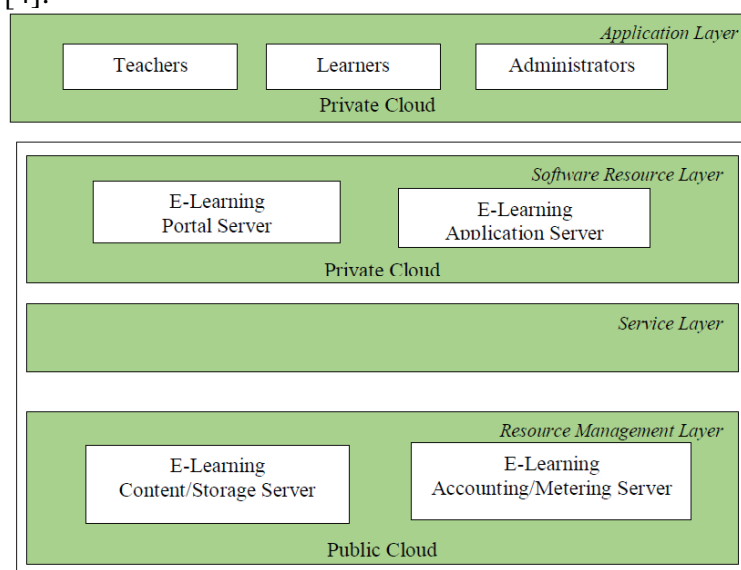 [4].
Application Layer
Teachers
Learners
Administrators
Private Cloud
Software Resource Layer
E-Learning
Portal Server
E-Learning
Application Server
Private Cloud
Service Layer
Resource Management Layer
E-Learning
Content/Storage Server
E-Learning
Accounting/Metering Server
Public Cloud